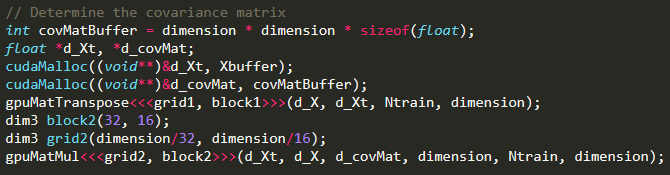 // Determine the covariance matrix
int covMatBuffer = dimension * dimension * sizeof(float);
float *d_Xt, *d_covMat;
cudaMalloc((void**)&d_Xt, Xbuffer);
cudaMalloc((void**)&d_covMat, covMatBuffer);
gpuMatTranspose<<<grid1, block1>>>(d_X, d_Xt, Ntrain, dimension);
dim3 block2(32, 16);
dim3 grid2(dimension/32, dimension/16);
gpuMatMul<<<grid2, block2>>>(d_Xt, d_X, d_covMat, dimension, Ntrain, dimension);